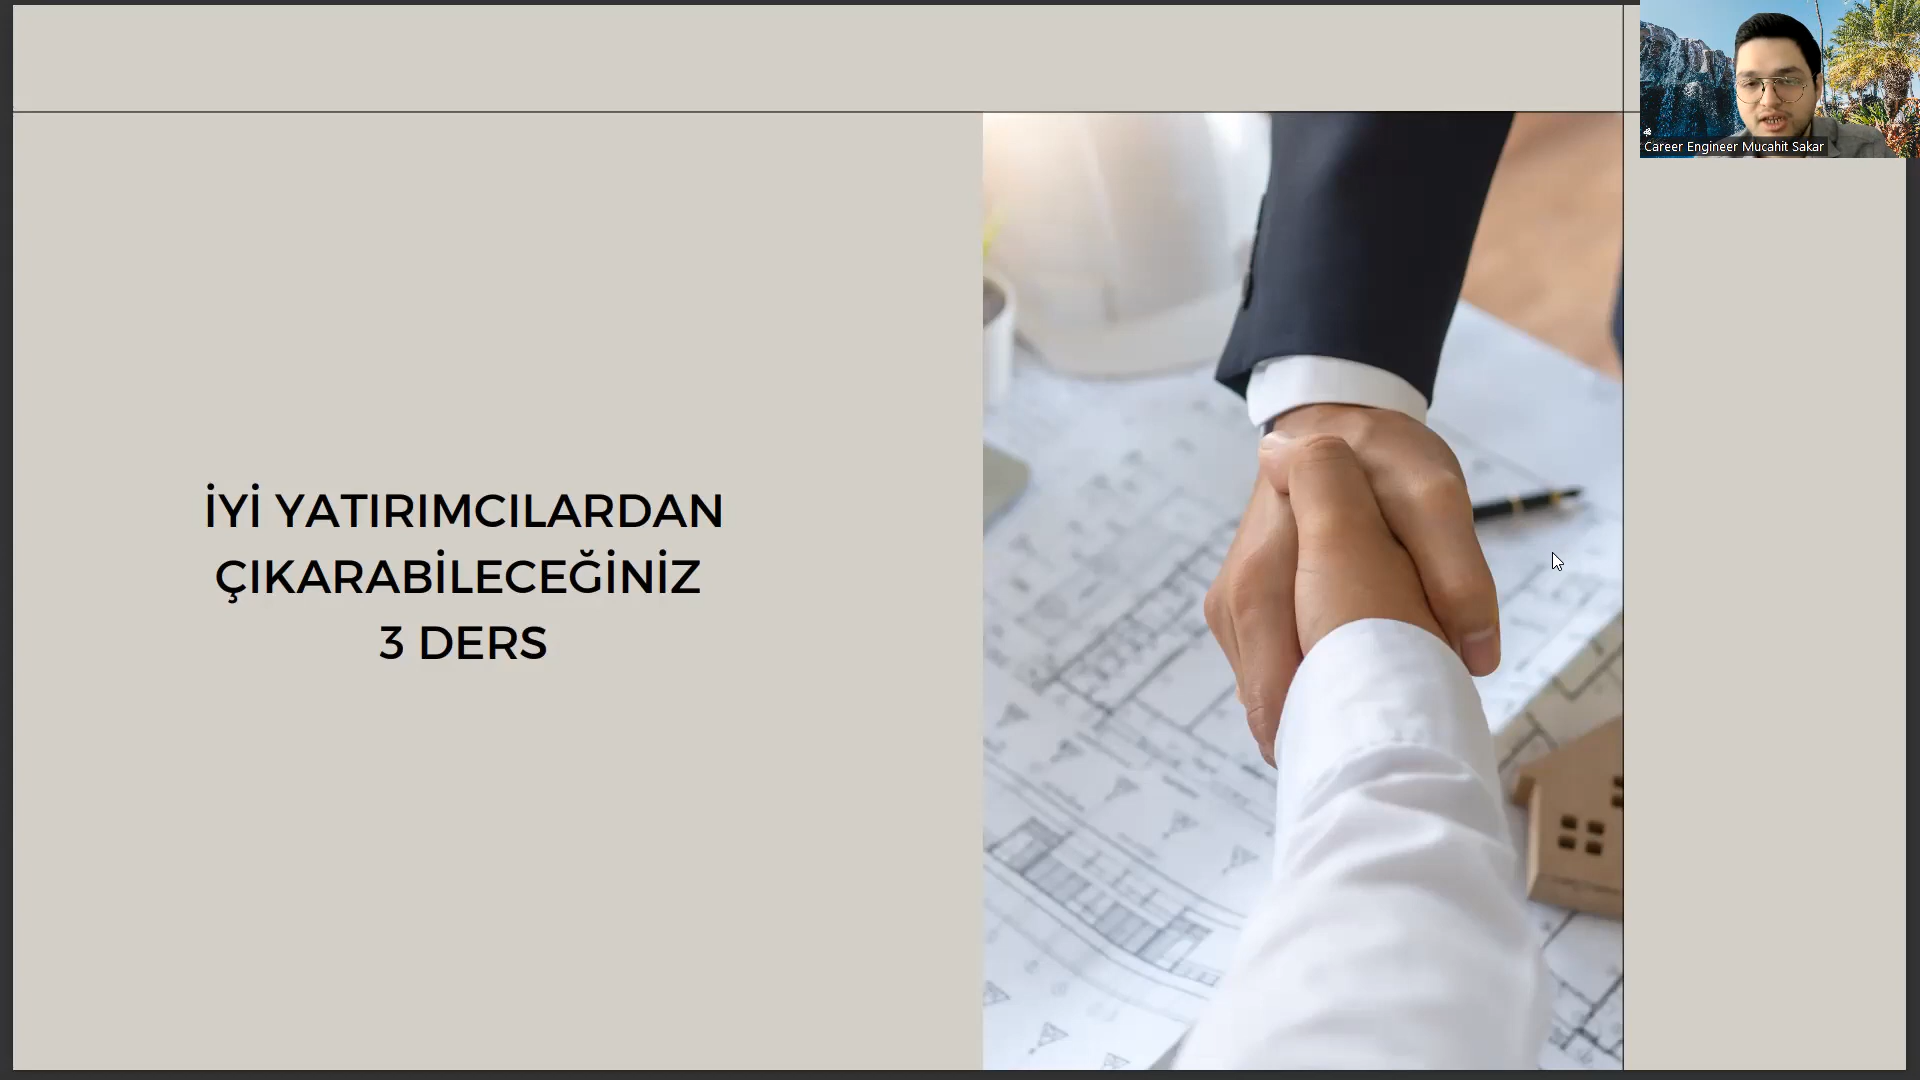 İYİ YATIRIMCILARDAN
ÇIKARABİLECEĞİNİZ
3 DERS
Career Engineer Mucahit Sakar